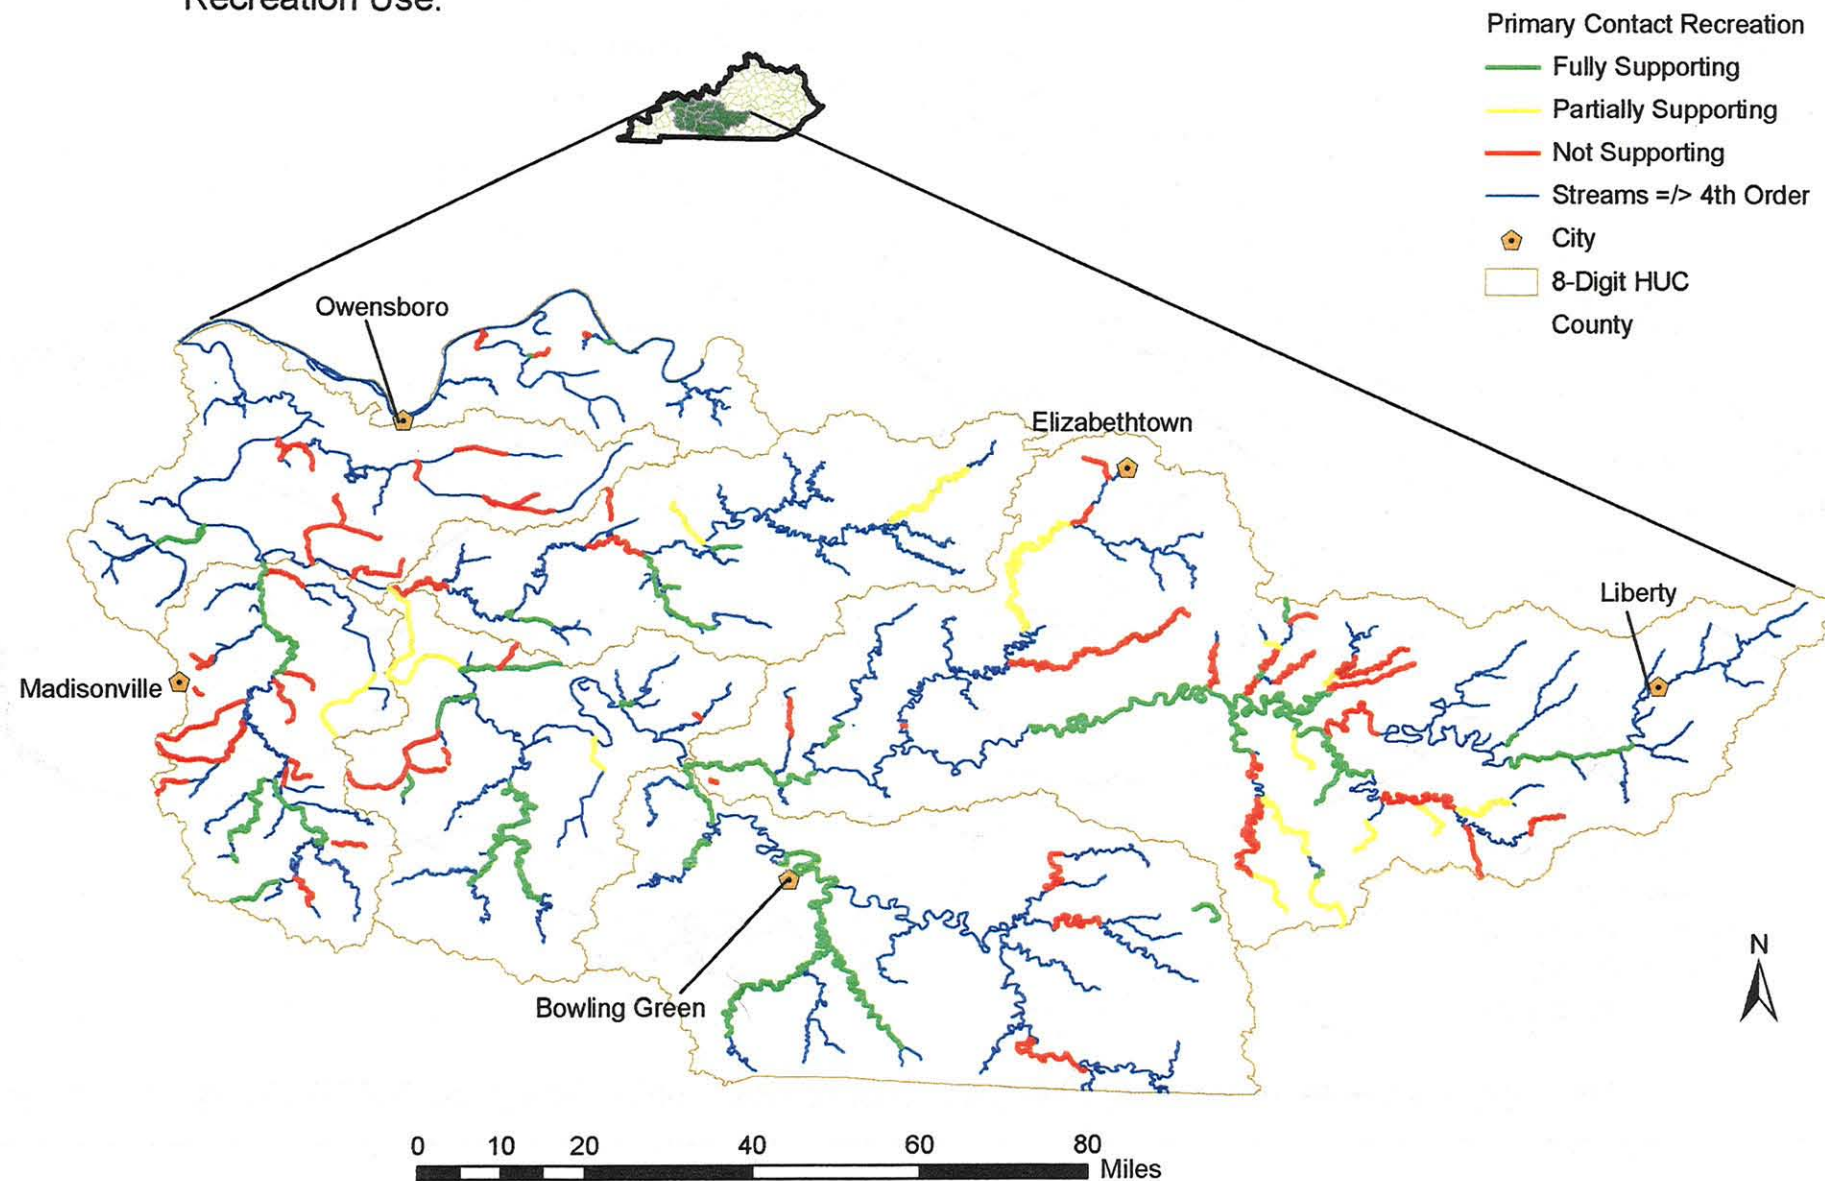 Recreation Use.
Primary Contact Recreation
Fully Supporting
Partially Supporting
Not Supporting
Streams =/> 4th Order
City
8-Digit HUC
County
Owensboro
Elizabethtown
Liberty
Madisonville
Bowling Green
N
0 10 20 40 60 80
Miles